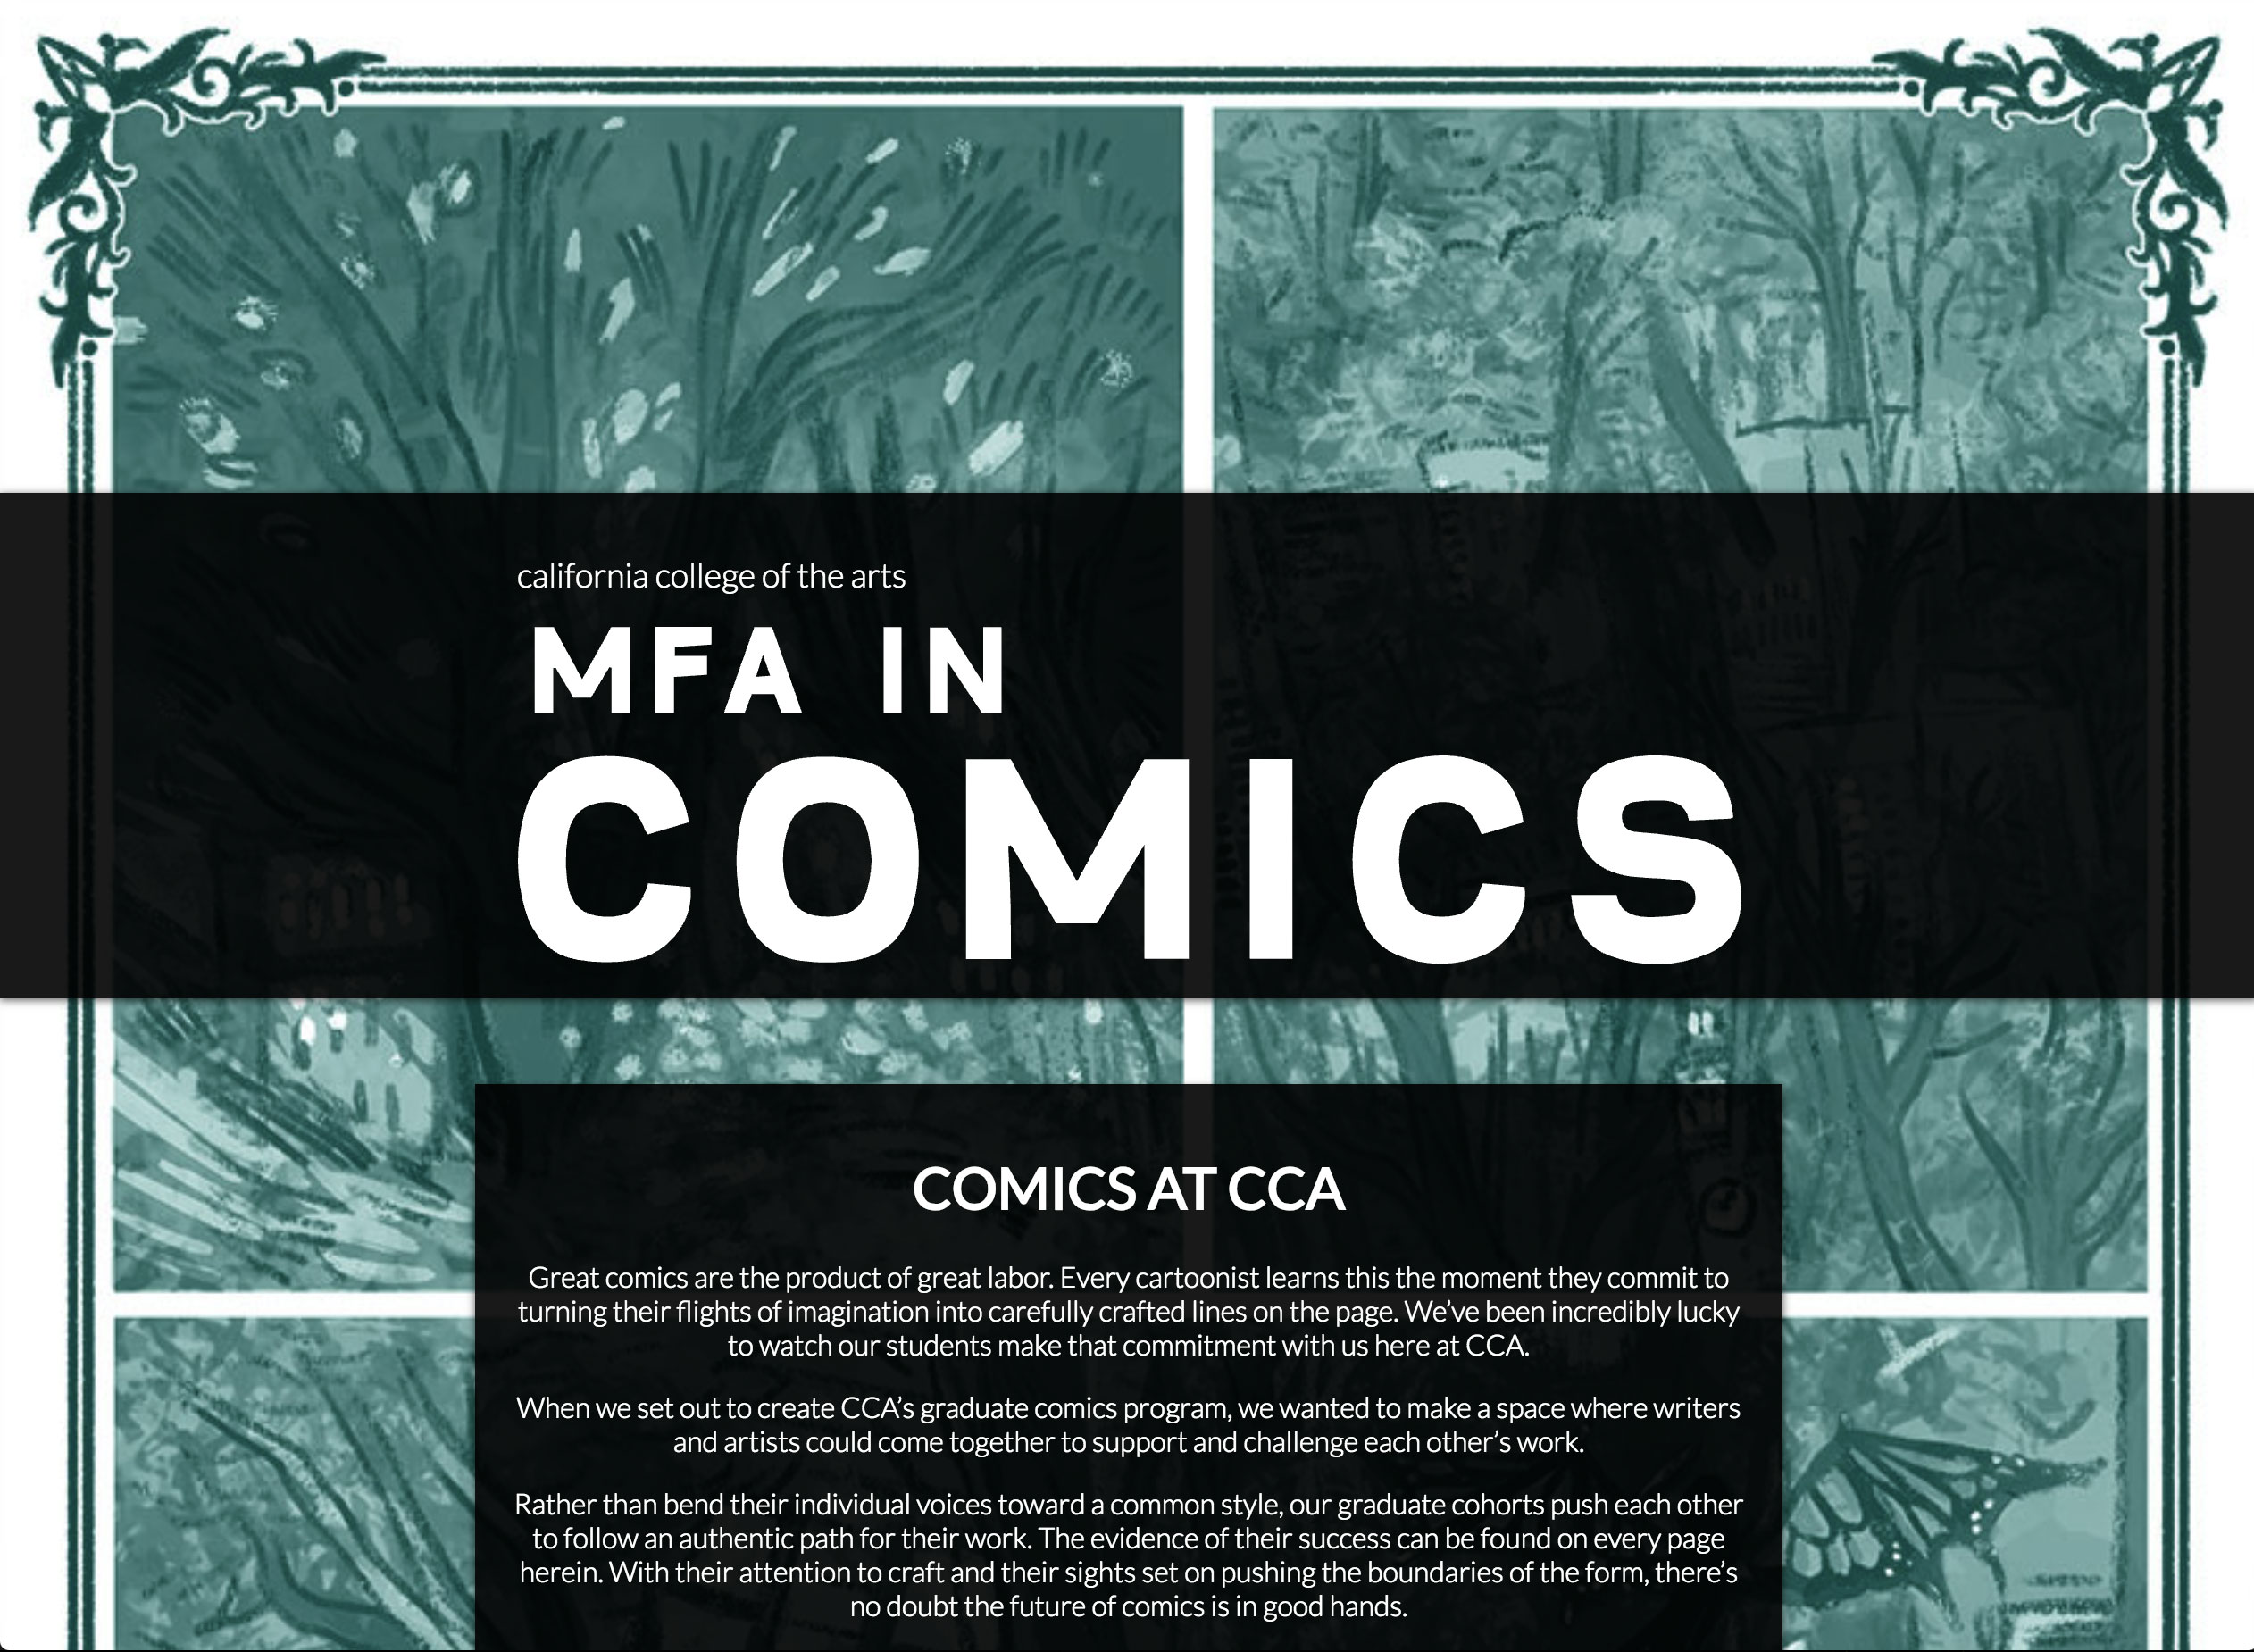 california college of the arts
MFA IN
COMICS
COMICS AT CCA
Great comics are the product of great labor. Every cartoonist learns this the moment they commit to
turning their flights of imagination into carefully crafted lines on the page. We’ve been incredibly lucky
to watch our students make that commitment with us here at CCA.
When we set out to create CCA’s graduate comics program, we wanted to make a space where writers
and artists could come together to support and challenge each other’s work.
Rather than bend their individual voices toward a common style, our graduate cohorts push each other
to follow an authentic path for their work. The evidence of their success can be found on every page
herein. With their attention to craft and their sights set on pushing the boundaries of the form, there’s
no doubt the future of comics is in good hands.